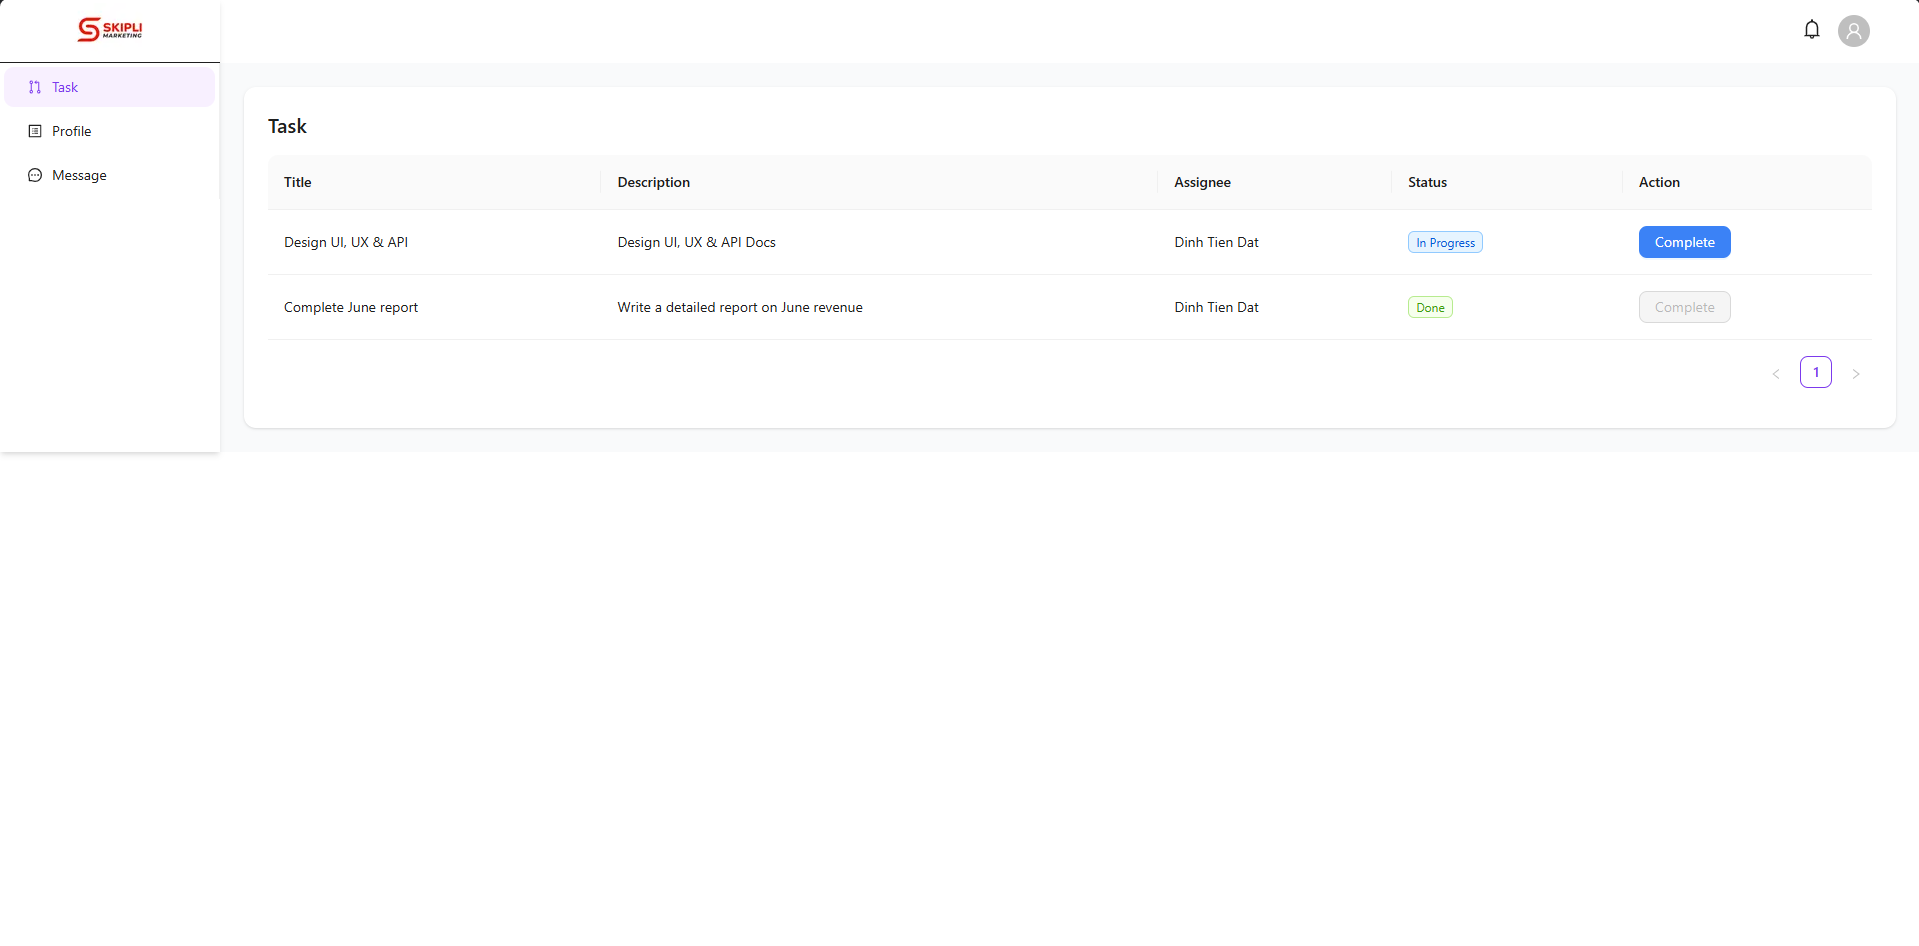 SKIPLI
MARKETING
Task
Profile
Message
Task
Title Description Assignee Status Action
Design UI, UX & API Design UI, UX & API Docs Dinh Tien Dat In Progress Complete
Complete June report Write a detailed report on June revenue Dinh Tien Dat Done Complete
1